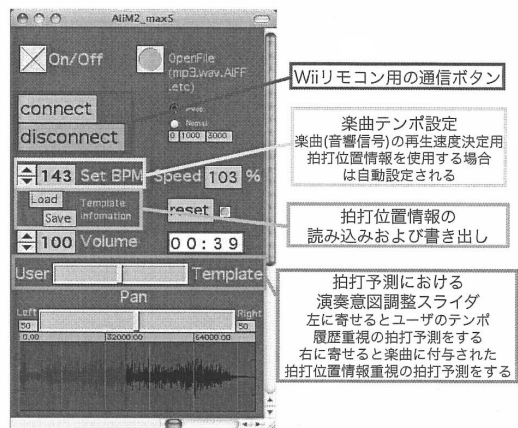 AliM2_max5
On/Off
OpenFile
(mp3.wav.AIFF
.etc)
Wiiリモコン用の通信ボタン
connect
disconnect
Normal
0 1000 3000
楽曲テンポ設定
楽曲(音響信号)の再生速度決定用
拍打位置情報を使用する場合
は自動設定される
143 Set BPM Speed 103 %
Load
Save
Template
infomation
reset
拍打位置情報の
読み込みおよび書き出し
100 Volume 00:39
User Template
Pan
Left Right
50 50
0.00 32000.00 64000.00
拍打予測における
演奏意図調整スライダ
左に寄せるとユーザのテンポ
履歴重視の拍打予測をする
右に寄せると楽曲に付与された
拍打位置情報重視の拍打予測をする